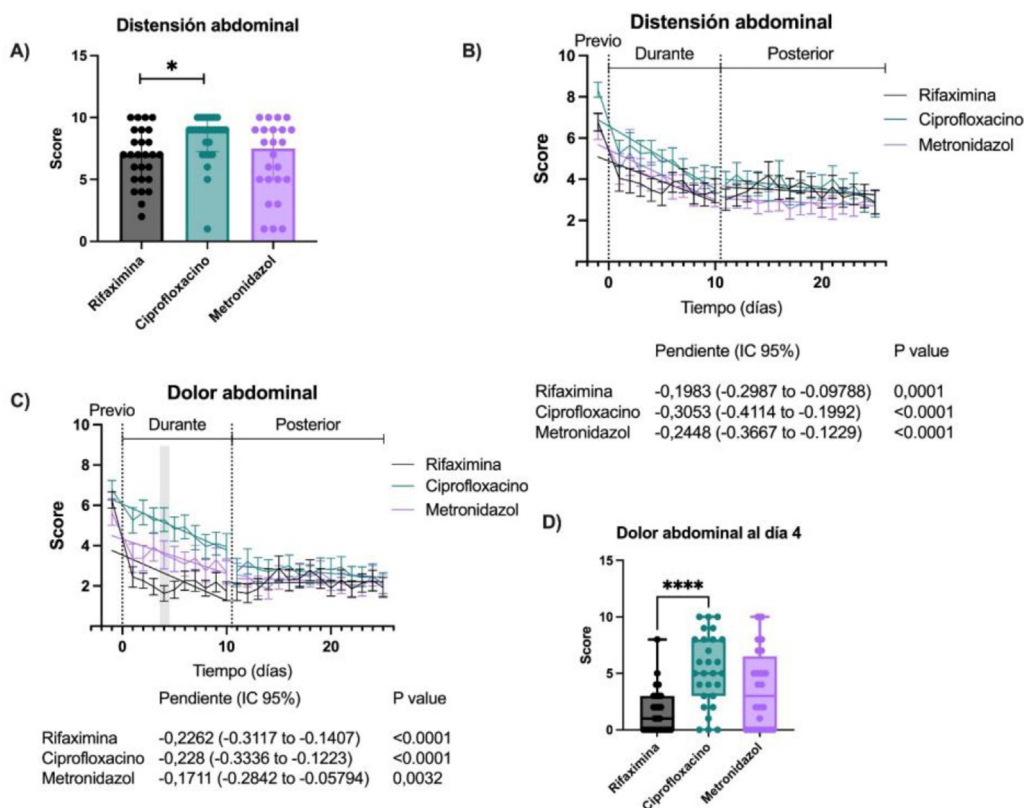 A)
Distensión abdominal
*
15
10
5
0
Score
Rifaximina
Ciprofloxacino
Metronidazol
B)
Distensión abdominal
Previo
Durante
Posterior
10
8
6
4
2
Score
0
10
20
Tiempo (días)
Rifaximina
Ciprofloxacino
Metronidazol
Pendiente (IC 95%) P value
Rifaximina -0,1983 (-0.2987 to -0.09788) 0,0001
Ciprofloxacino -0,3053 (-0.4114 to -0.1992) <0.0001
Metronidazol -0,2448 (-0.3667 to -0.1229) <0.0001
C)
Dolor abdominal
Previo
Durante
Posterior
10
8
6
4
2
Score
0
10
20
Tiempo (días)
Rifaximina
Ciprofloxacino
Metronidazol
Pendiente (IC 95%) P value
Rifaximina -0,2262 (-0.3117 to -0.1407) <0.0001
Ciprofloxacino -0,228 (-0.3336 to -0.1223) <0.0001
Metronidazol -0,1711 (-0.2842 to -0.05794) 0,0032
D)
Dolor abdominal al día 4
****
15
10
5
0
Score
Rifaximina
Ciprofloxacino
Metronidazol